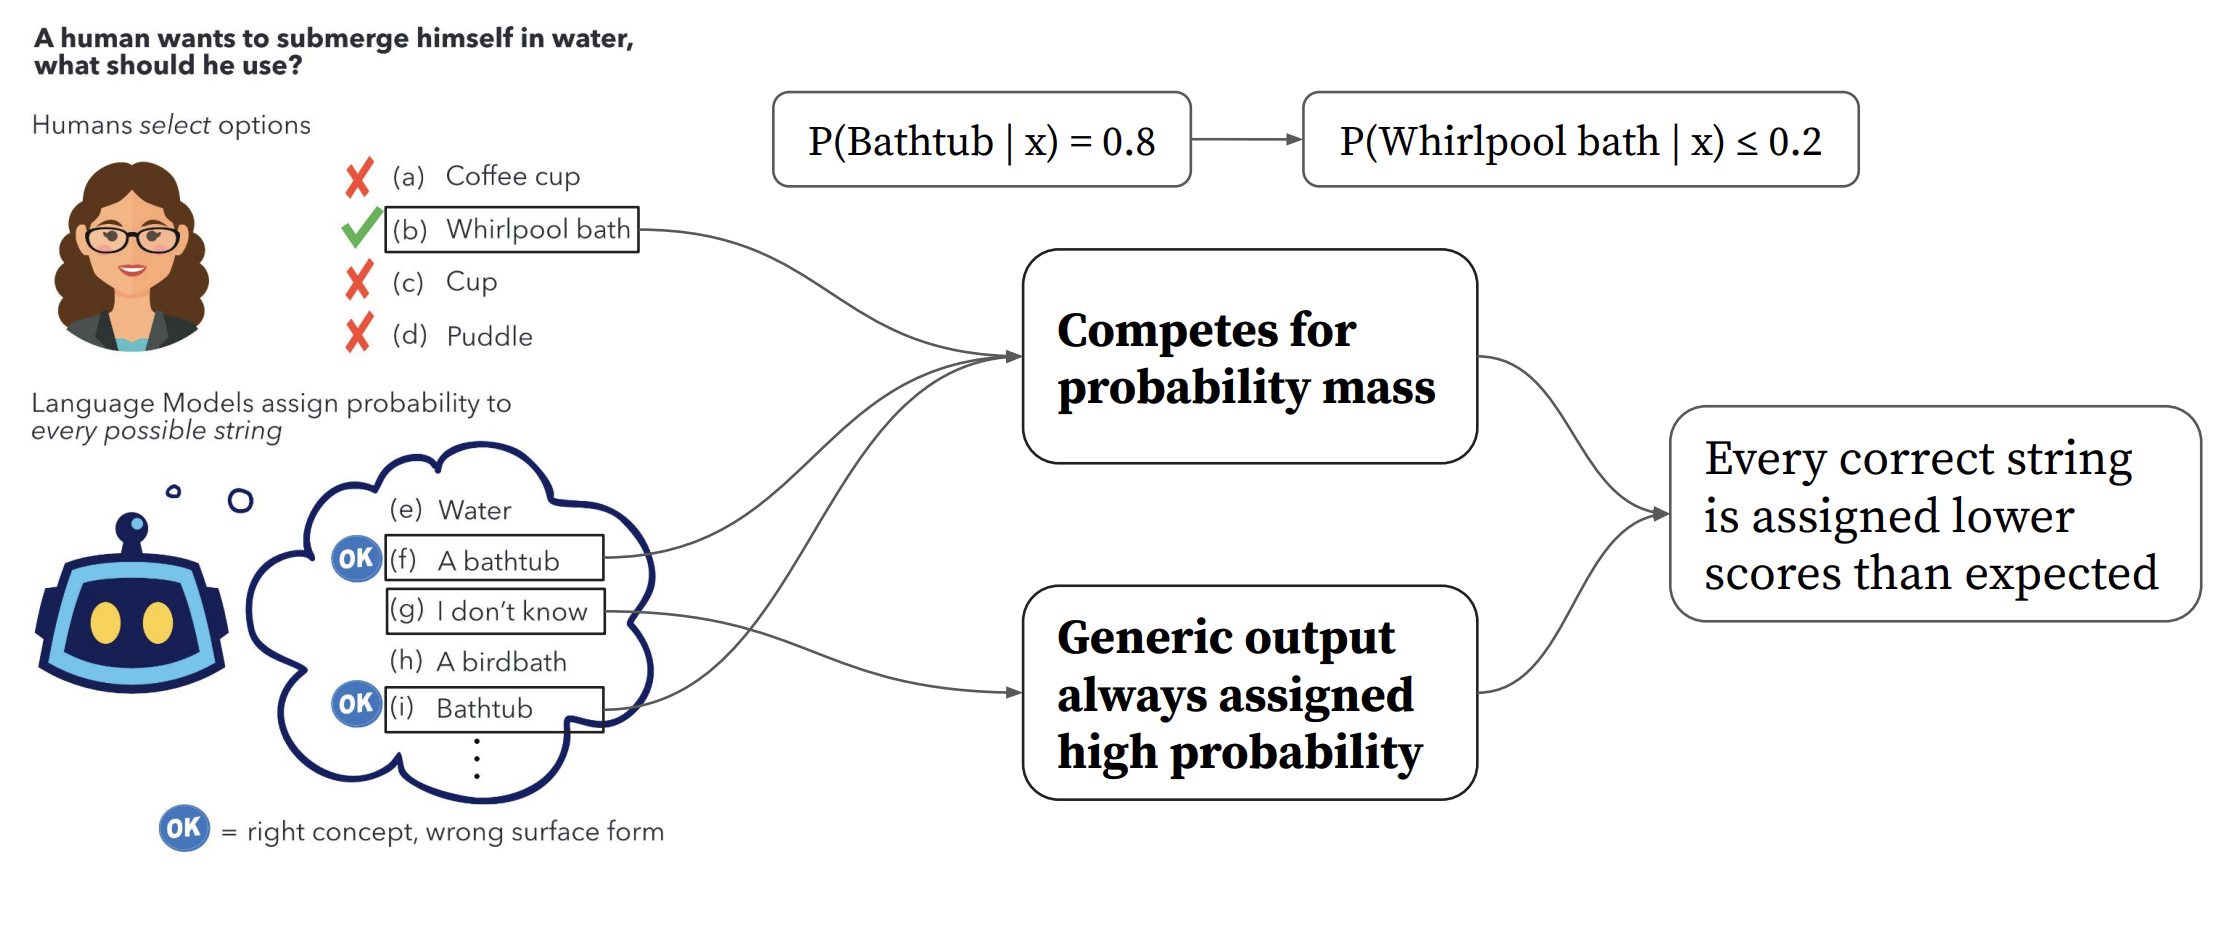 A human wants to submerge himself in water,
what should he use?
Humans select options
(a) Coffee cup
(b) Whirlpool bath
(c) Cup
(d) Puddle
Language Models assign probability to
every possible string
(e) Water
OK (f) A bathtub
(g) I don't know
(h) A birdbath
OK (i) Bathtub
OK = right concept, wrong surface form
P(Bathtub | x) = 0.8
P(Whirlpool bath | x) ≤ 0.2
Competes for
probability mass
Generic output
always assigned
high probability
Every correct string
is assigned lower
scores than expected